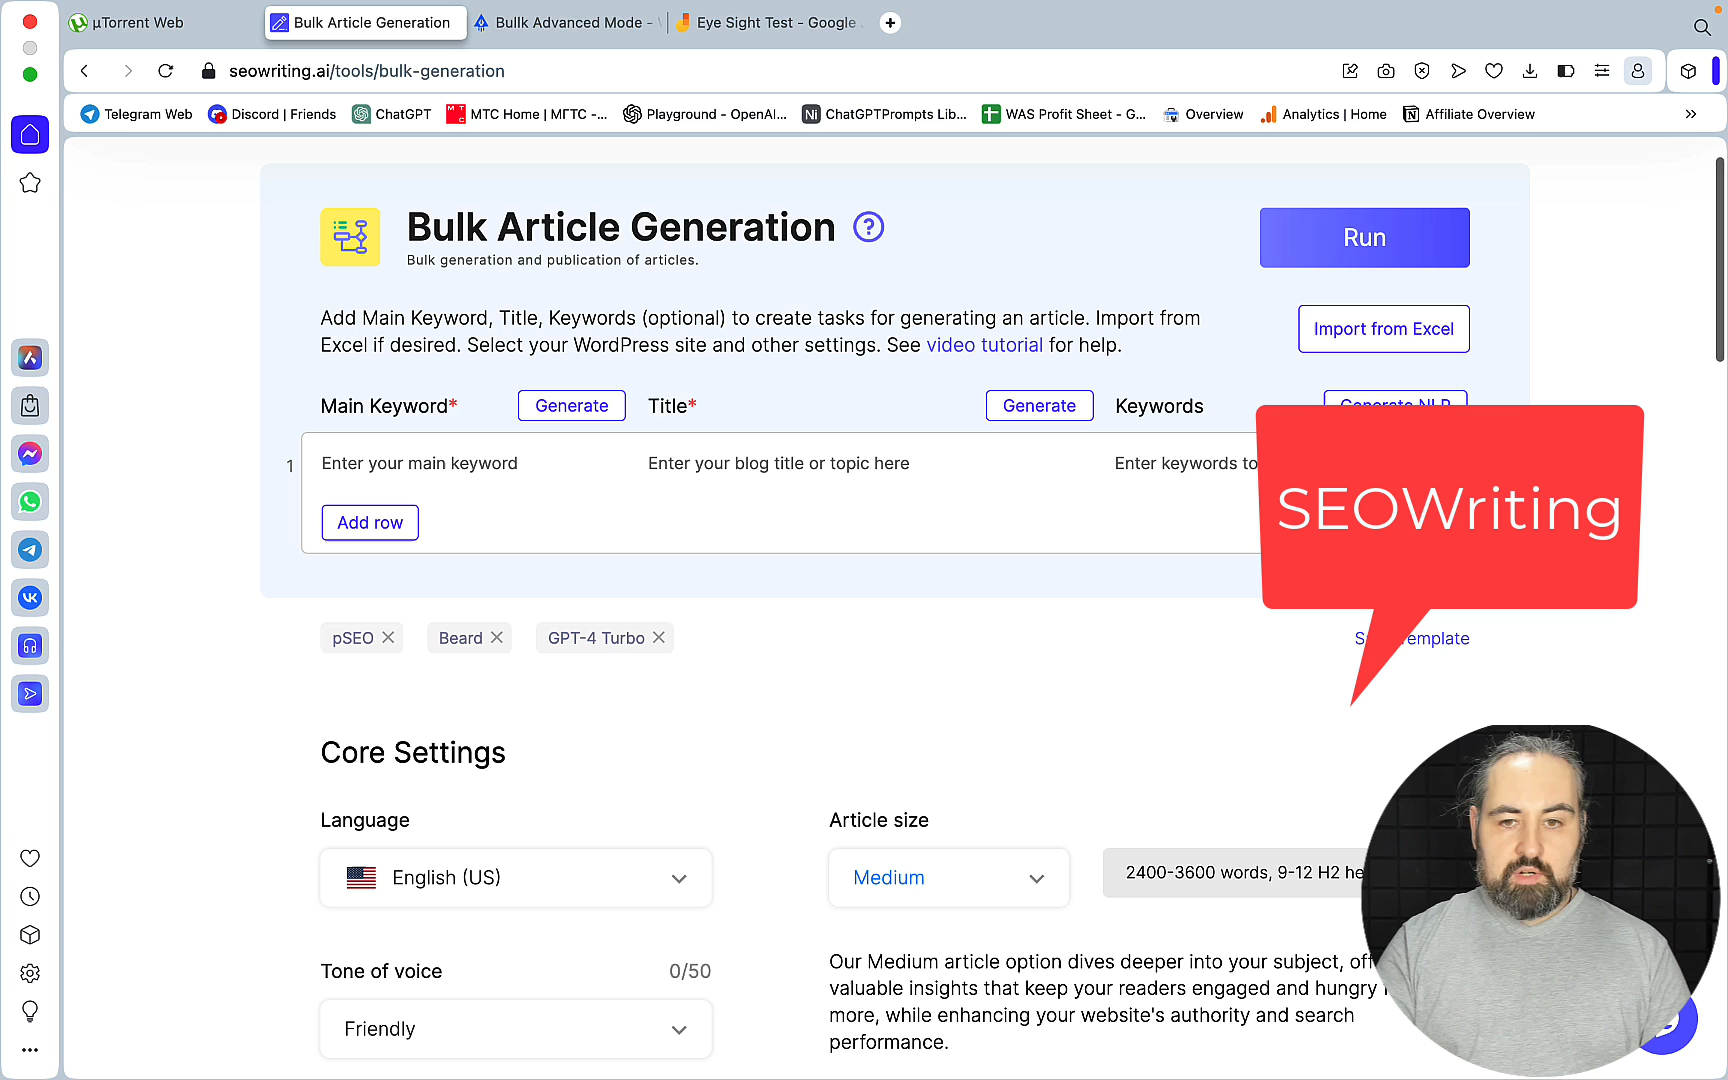 µTorrent Web
Bulk Article Generation
Bullk Advanced Mode -
Eye Sight Test - Google
seowriting.ai/tools/bulk-generation
Telegram Web
Discord | Friends
ChatGPT
МТС Home | МГТС -...
Playground - OpenAI...
Ni ChatGPTPrompts Lib...
WAS Profit Sheet - G...
Overview
Analytics | Home
Affiliate Overview
Bulk Article Generation
Bulk generation and publication of articles.
Run
Add Main Keyword, Title, Keywords (optional) to create tasks for generating an article. Import from
Excel if desired. Select your WordPress site and other settings. See video tutorial for help.
Import from Excel
Main Keyword*
Generate
Title*
Generate
Keywords
Generate NLP
1
Enter your main keyword
Enter your blog title or topic here
Enter keywords to
Add row
SEOWriting
pSEO
Beard
GPT-4 Turbo
Core Settings
Language
English (US)
Article size
Medium
2400-3600 words, 9-12 H2
Tone of voice
0/50
Friendly
Our Medium article option dives deeper into your subject,
valuable insights that keep your readers engaged and hungry
more, while enhancing your website's authority and search
performance.